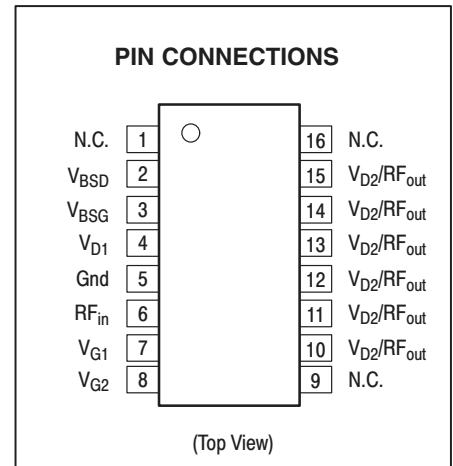 PIN CONNECTIONS
N.C. 1 16 N.C.
VBSD 2 15 VD2/RFout
VBSG 3 14 VD2/RFout
VD1 4 13 VD2/RFout
Gnd 5 12 VD2/RFout
RFin 6 11 VD2/RFout
VG1 7 10 VD2/RFout
VG2 8 9 N.C.
(Top View)